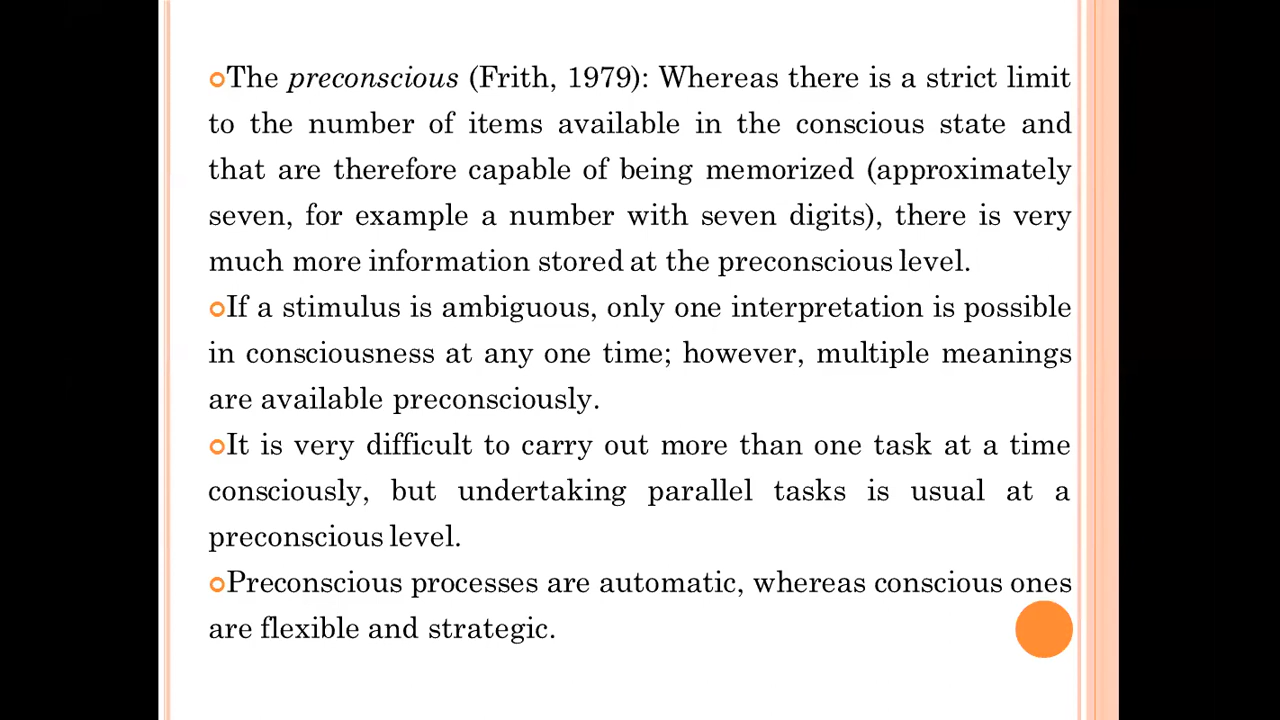 The preconscious (Frith, 1979): Whereas there is a strict limit
to the number of items available in the conscious state and
that are therefore capable of being memorized (approximately
seven, for example a number with seven digits), there is very
much more information stored at the preconscious level.
If a stimulus is ambiguous, only one interpretation is possible
in consciousness at any one time; however, multiple meanings
are available preconsciously.
It is very difficult to carry out more than one task at a time
consciously, but undertaking parallel tasks is usual at a
preconscious level.
Preconscious processes are automatic, whereas conscious ones
are flexible and strategic.